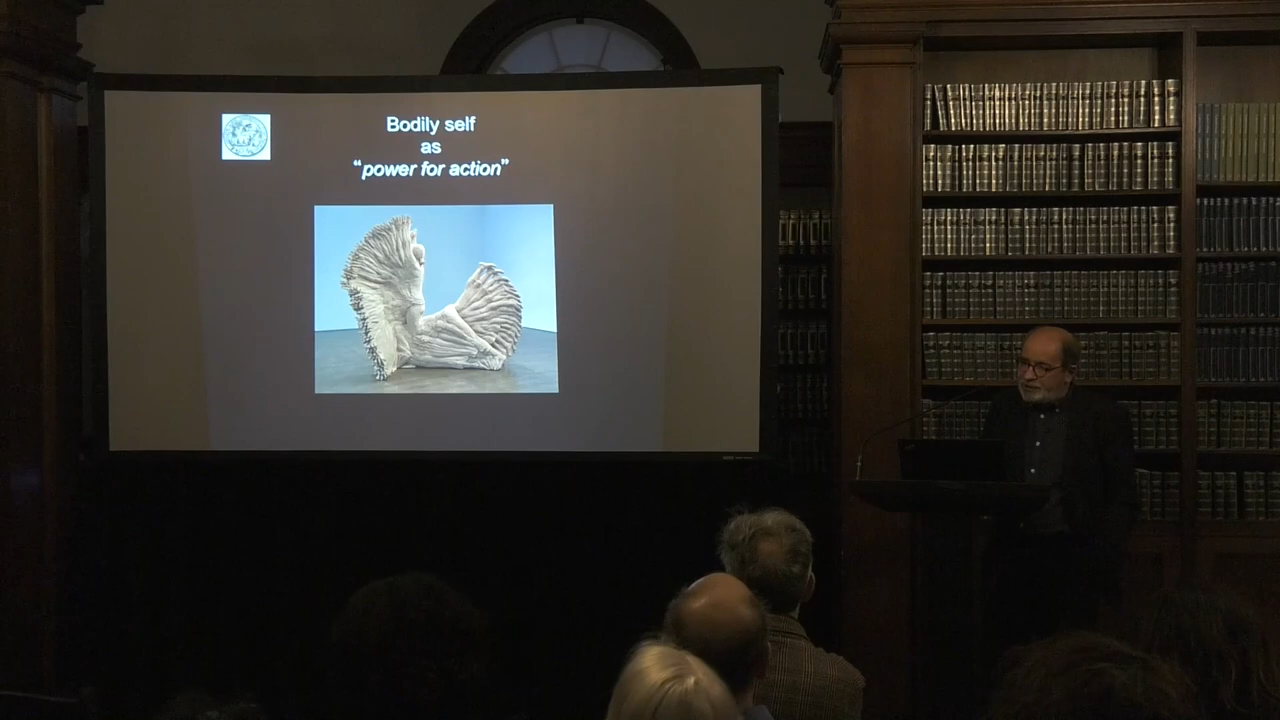 Bodily self
as
“power for action”